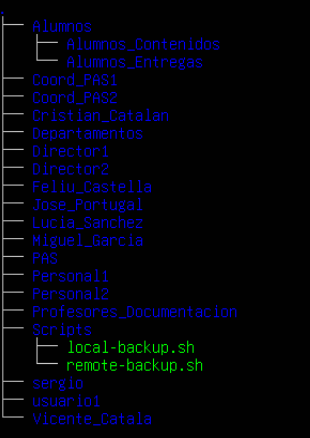 .
Alumnos
Alumnos_Contenidos
Alumnos_Entregas
Coord_PAS1
Coord_PAS2
Cristian_Catalan
Departamentos
Director1
Director2
Feliu_Castella
Jose_Portugal
Lucia_Sanchez
Miguel_Garcia
PAS
Personal1
Personal2
Profesores_Documentacion
Scripts
local-backup.sh
remote-backup.sh
sergio
usuario1
Vicente_Catala